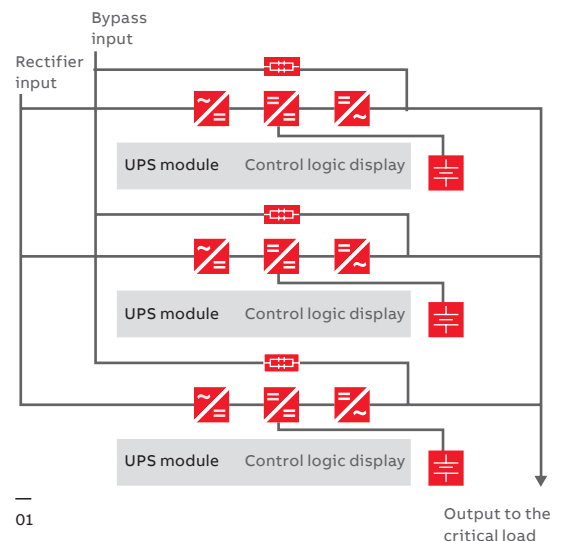 Bypass
input
Rectifier
input
UPS module Control logic display
UPS module Control logic display
UPS module Control logic display
01
Output to the
critical load